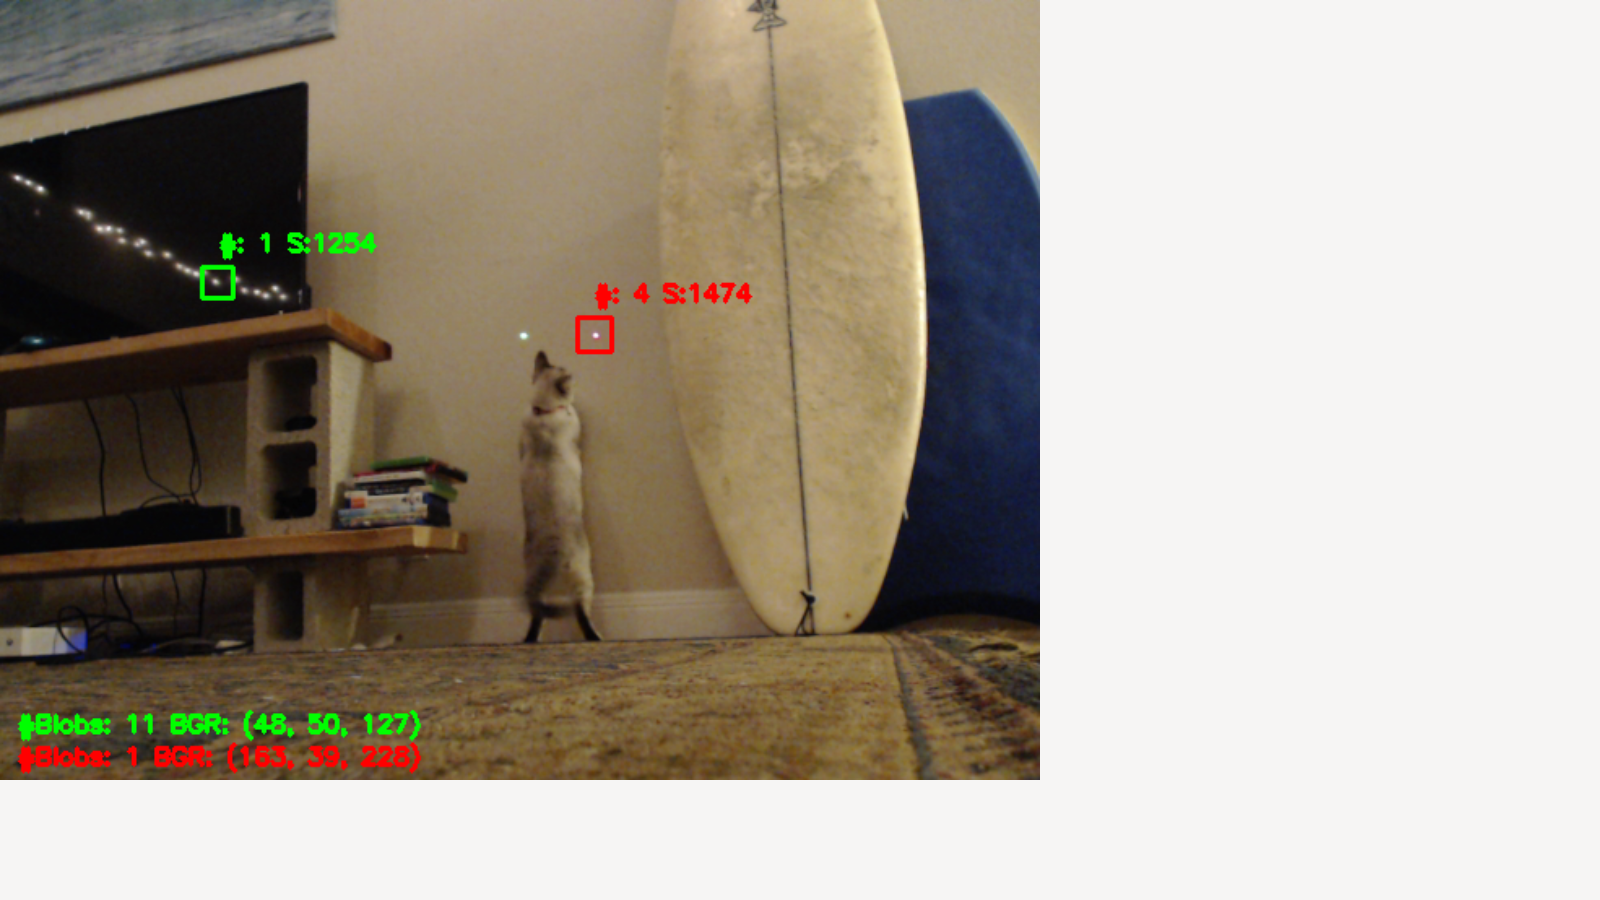 #: 1 S:1254
#: 4 S:1474
#Blobs: 11 BGR: (48, 50, 127)
#Blobs: 1 BGR: (163, 39, 228)